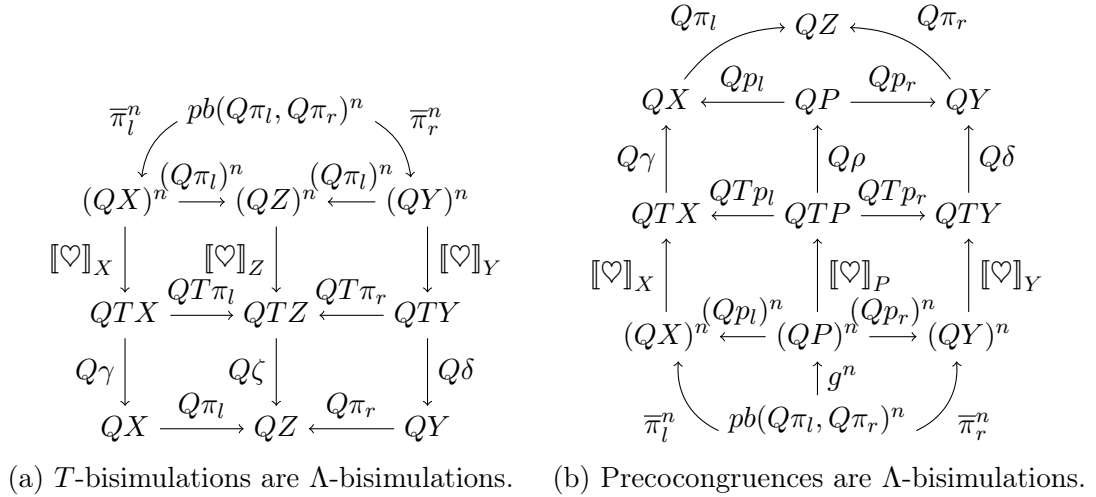 Qπ_l QZ Qπ_r
Qp_l Qp_r
QX QP QY
π̅_l^n pb(Qπ_l, Qπ_r)^n π̅_r^n
Qγ Qρ Qδ
(Qπ_l)^n (Qπ_l)^n
(QX)^n (QZ)^n (QY)^n
QTp_l QTp_r
QTX QTP QTY
⟦♡⟧_X ⟦♡⟧_Z ⟦♡⟧_Y
⟦♡⟧_X ⟦♡⟧_P ⟦♡⟧_Y
QTπ_l QTπ_r
QTX QTZ QTY
(Qp_l)^n (Qp_r)^n
(QX)^n (QP)^n (QY)^n
Qγ Qζ Qδ
g^n
Qπ_l Qπ_r
QX QZ QY
π̅_l^n pb(Qπ_l, Qπ_r)^n π̅_r^n
(a) T-bisimulations are Λ-bisimulations.
(b) Precocongruences are Λ-bisimulations.